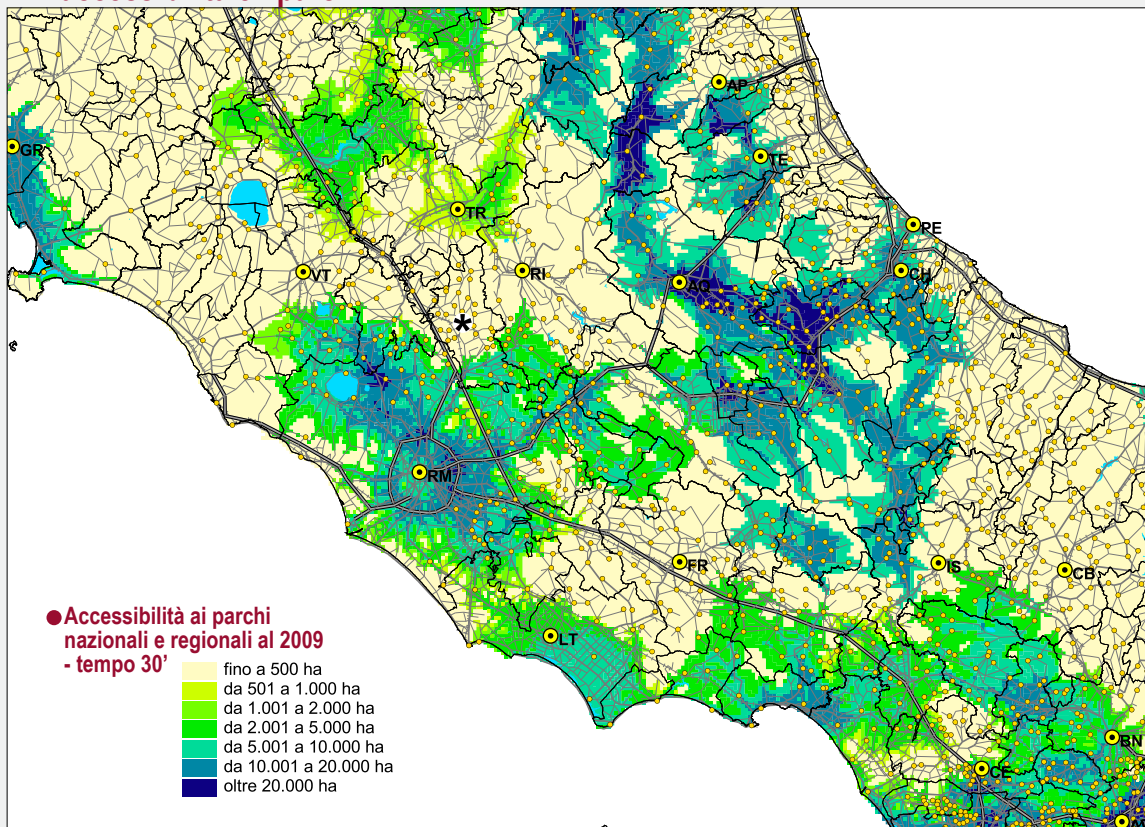 AP
GR
TE
TR
PE
VT
RI
AQ
CH
*
RM
FR
IS
CB
LT
BN
CE
● Accessibilità ai parchi
nazionali e regionali al 2009
- tempo 30'
fino a 500 ha
da 501 a 1.000 ha
da 1.001 a 2.000 ha
da 2.001 a 5.000 ha
da 5.001 a 10.000 ha
da 10.001 a 20.000 ha
oltre 20.000 ha